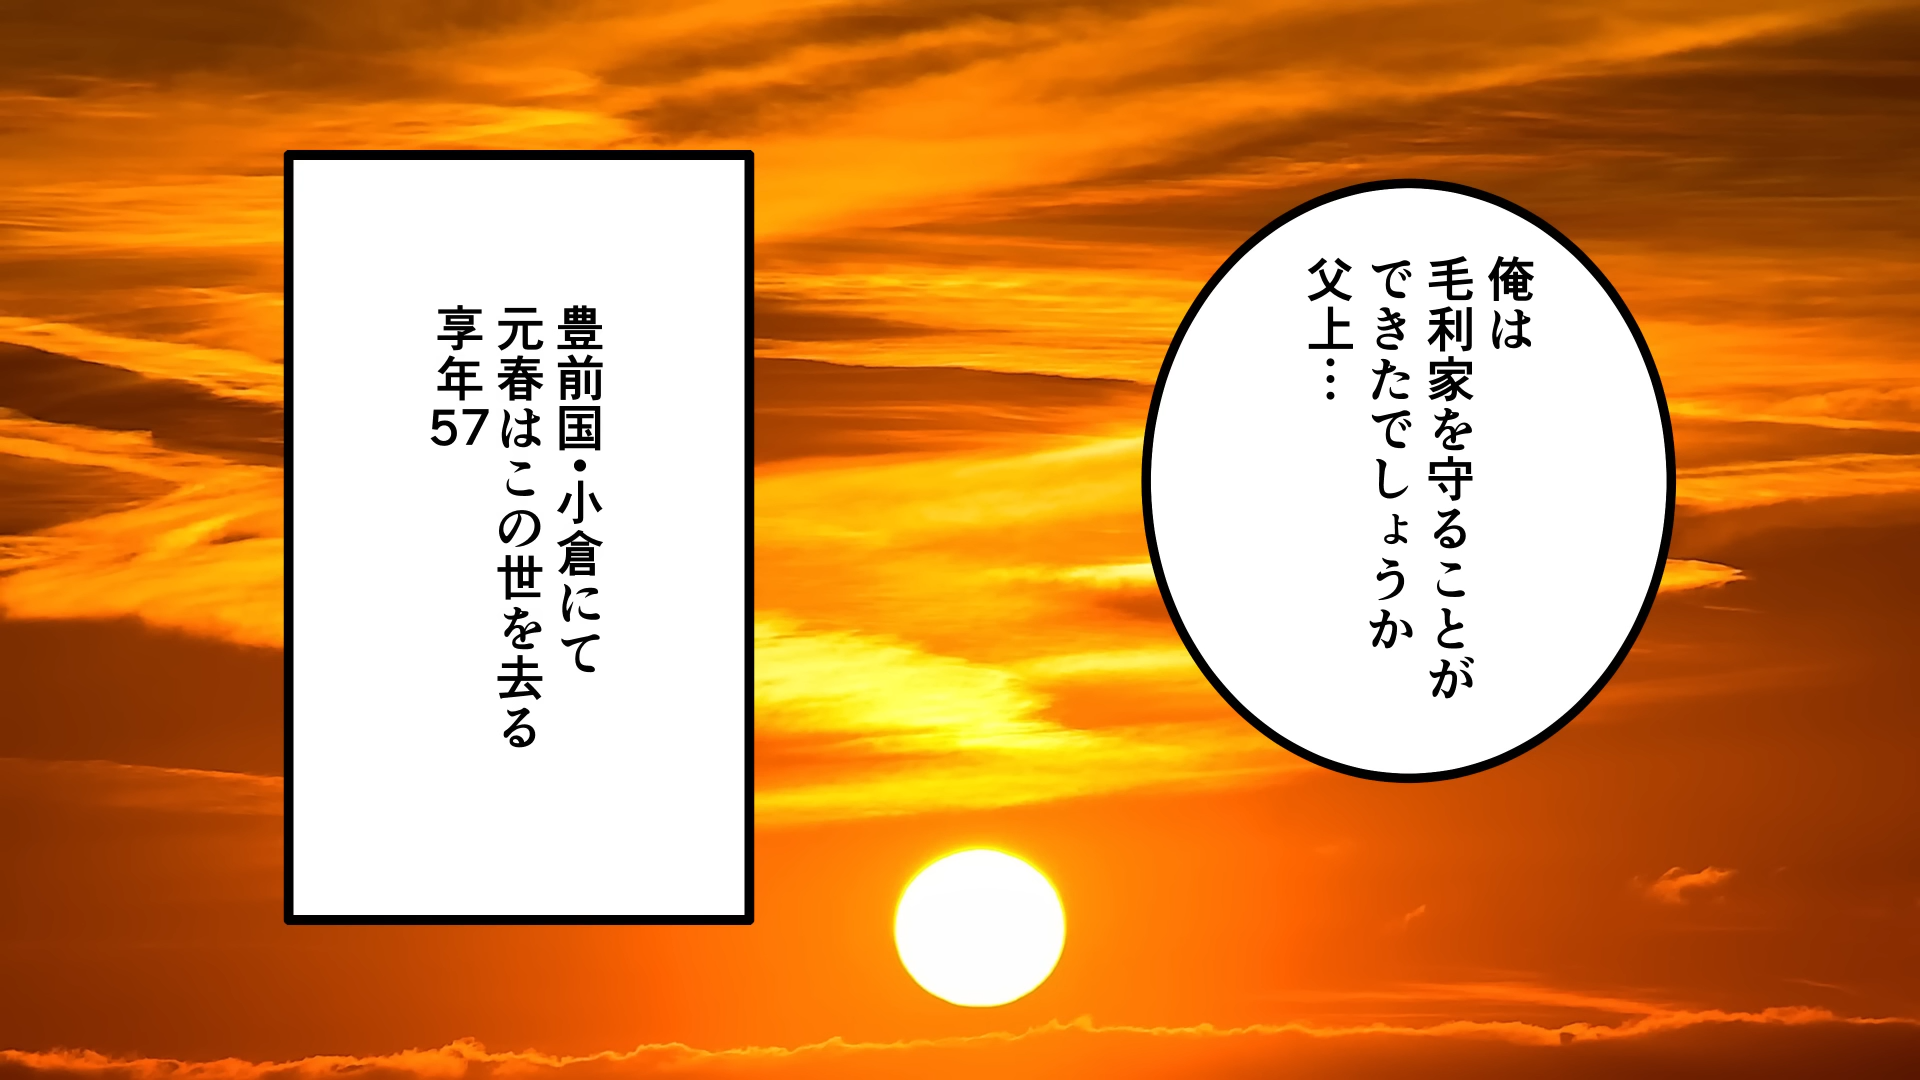 俺は
毛利家を守ることが
できたでしょうか
父上…
豊前国・小倉にて
元春はこの世を去る
享年57